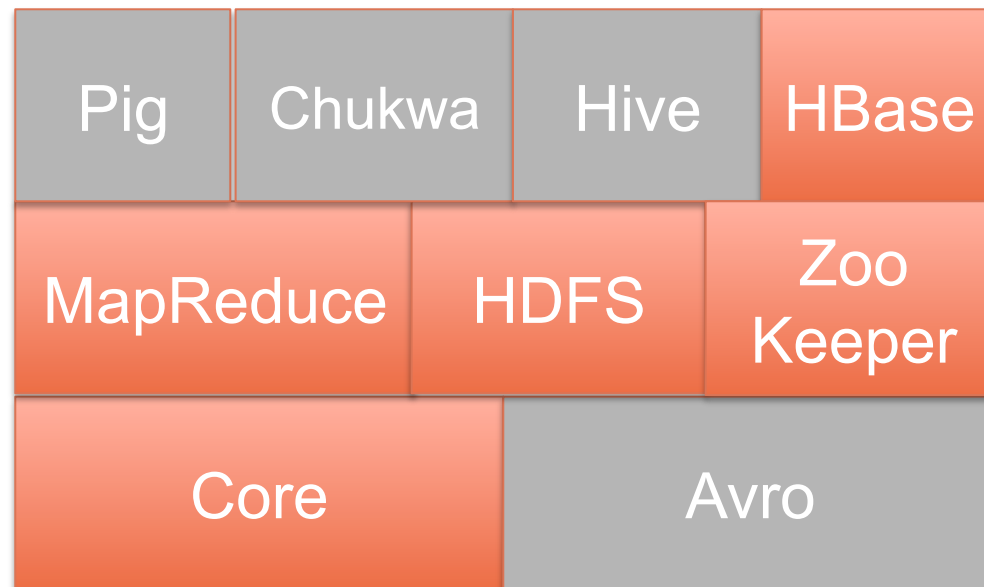 Pig
Chukwa
Hive
HBase
MapReduce
HDFS
Zoo
Keeper
Core
Avro